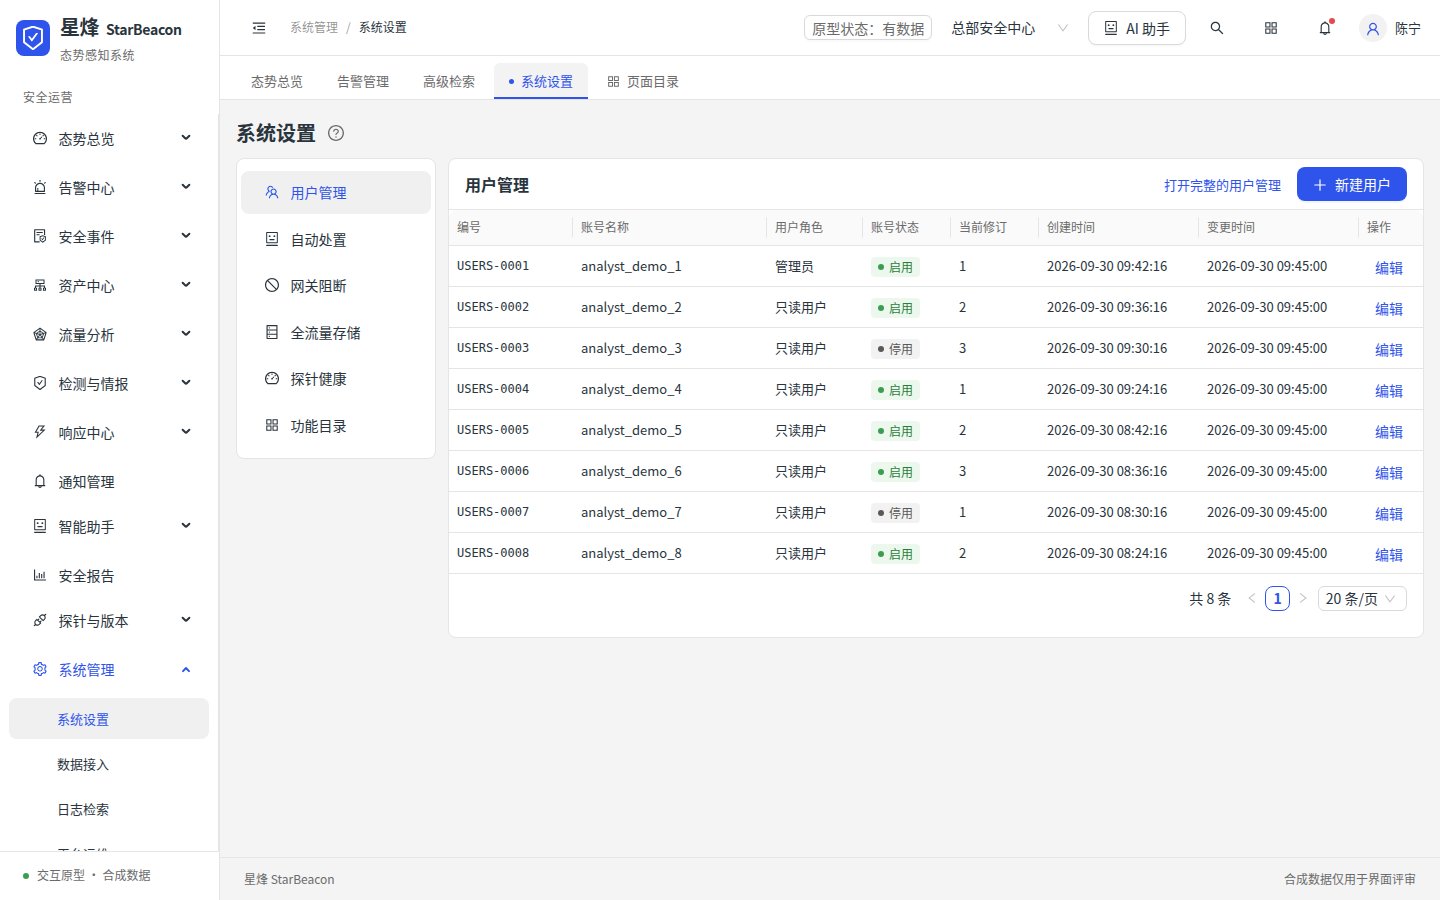 星烽 StarBeacon
态势感知系统
安全运营
态势总览
告警中心
安全事件
资产中心
流量分析
检测与情报
响应中心
通知管理
智能助手
安全报告
探针与版本
系统管理
系统设置
数据接入
日志检索
交互原型 · 合成数据
系统管理 / 系统设置
原型状态：有数据
总部安全中心
AI 助手
陈宁
态势总览
告警管理
高级检索
系统设置
页面目录
系统设置
用户管理
自动处置
网关阻断
全流量存储
探针健康
功能目录
用户管理
打开完整的用户管理
新建用户
编号 账号名称 用户角色 账号状态 当前修订 创建时间 变更时间 操作
USERS-0001 analyst_demo_1 管理员 启用 1 2026-09-30 09:42:16 2026-09-30 09:45:00 编辑
USERS-0002 analyst_demo_2 只读用户 启用 2 2026-09-30 09:36:16 2026-09-30 09:45:00 编辑
USERS-0003 analyst_demo_3 只读用户 停用 3 2026-09-30 09:30:16 2026-09-30 09:45:00 编辑
USERS-0004 analyst_demo_4 只读用户 启用 1 2026-09-30 09:24:16 2026-09-30 09:45:00 编辑
USERS-0005 analyst_demo_5 只读用户 启用 2 2026-09-30 08:42:16 2026-09-30 09:45:00 编辑
USERS-0006 analyst_demo_6 只读用户 启用 3 2026-09-30 08:36:16 2026-09-30 09:45:00 编辑
USERS-0007 analyst_demo_7 只读用户 停用 1 2026-09-30 08:30:16 2026-09-30 09:45:00 编辑
USERS-0008 analyst_demo_8 只读用户 启用 2 2026-09-30 08:24:16 2026-09-30 09:45:00 编辑
共 8 条 1 20 条/页
星烽 StarBeacon
合成数据仅用于界面评审